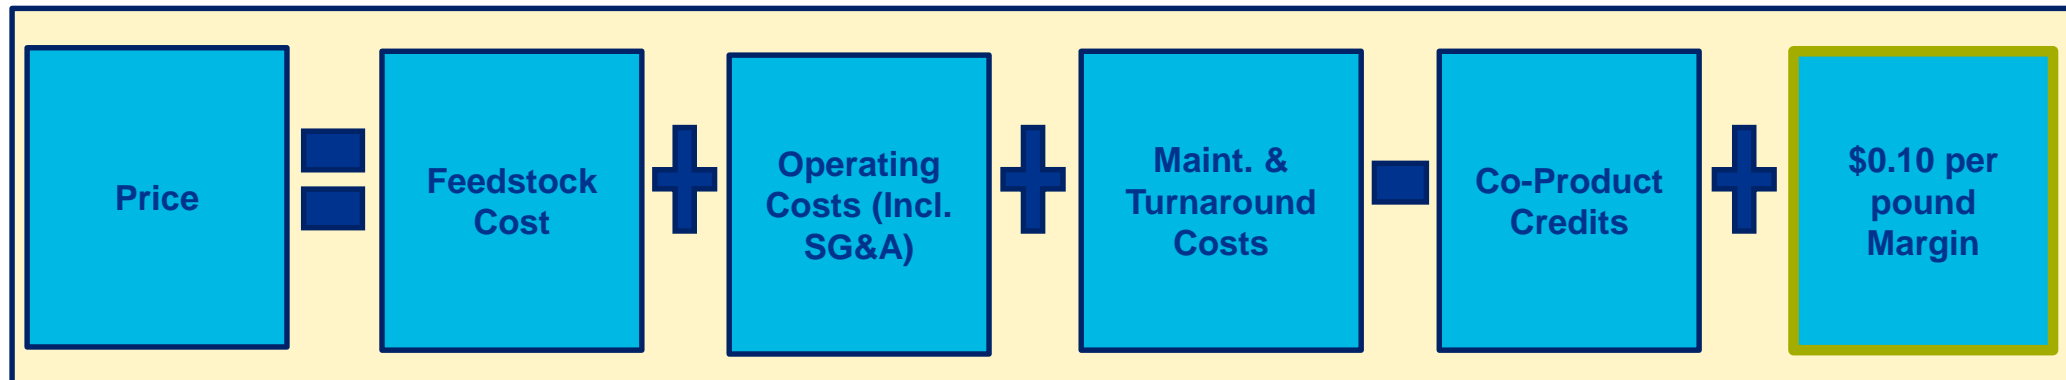 Price
Feedstock
Cost
Operating
Costs (Incl.
SG&A)
Maint. &
Turnaround
Costs
Co-Product
Credits
$0.10 per
pound
Margin